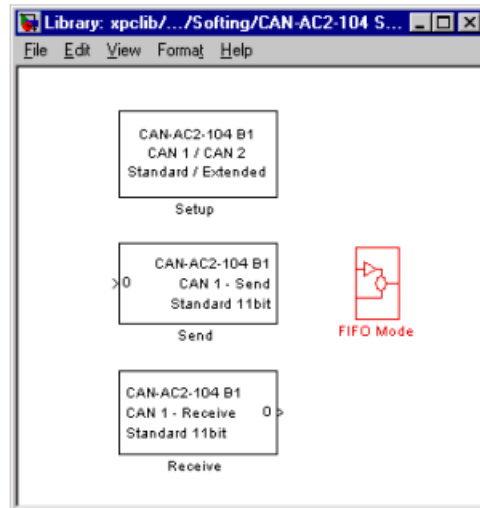 Library: xpclib/.../Softing/CAN-AC2-104 S...
File Edit View Format Help
CAN-AC2-104 B1
CAN 1 / CAN 2
Standard / Extended
Setup
CAN-AC2-104 B1
0 CAN 1 - Send
Standard 11bit
Send
FIFO Mode
CAN-AC2-104 B1
CAN 1 - Receive 0
Standard 11bit
Receive